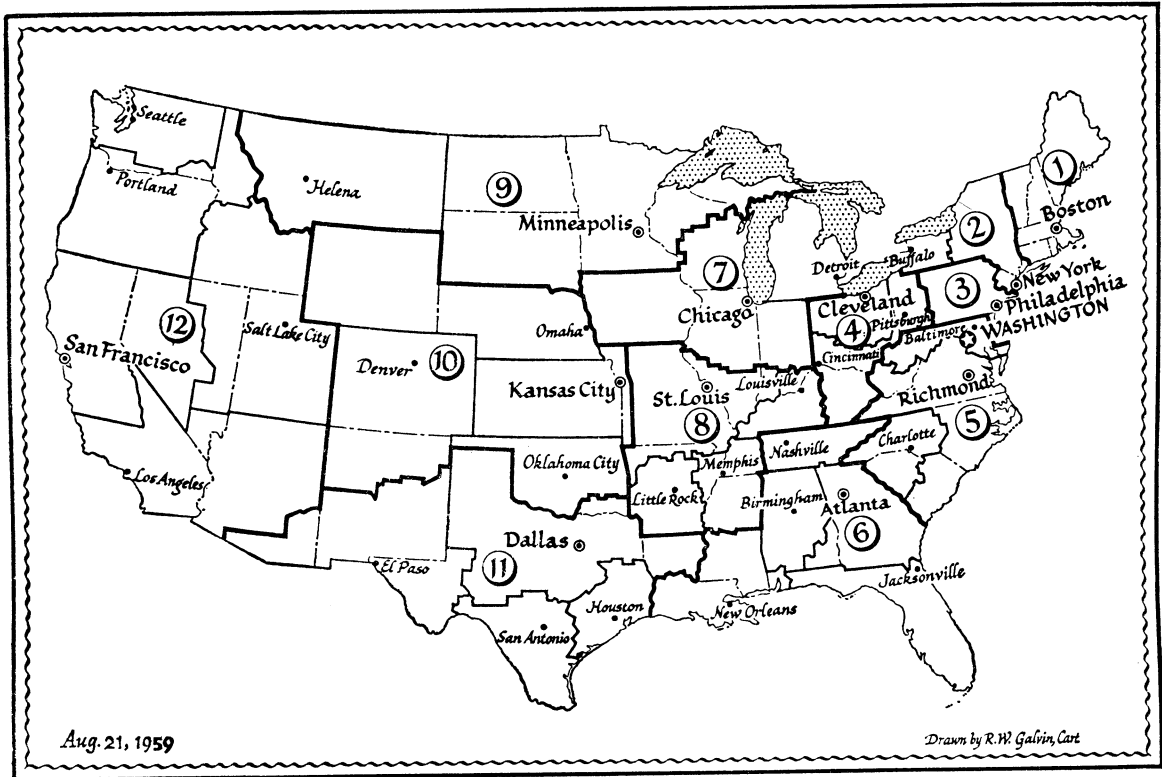 Seattle
Portland
Helena
9
Minneapolis
1
Boston
2
Buffalo
Detroit
7
Chicago
Cleveland
4
Pittsburgh
Cincinnati
3
New York
Philadelphia
WASHINGTON
Baltimore
12
San Francisco
Salt Lake City
Denver
10
Omaha
Kansas City
St. Louis
8
Louisville
Richmond
5
Los Angeles
Oklahoma City
Little Rock
Memphis
Nashville
Charlotte
Birmingham
Atlanta
6
Dallas
11
El Paso
Houston
San Antonio
New Orleans
Jacksonville
Aug. 21, 1959
Drawn by R.W. Galvin, Cart